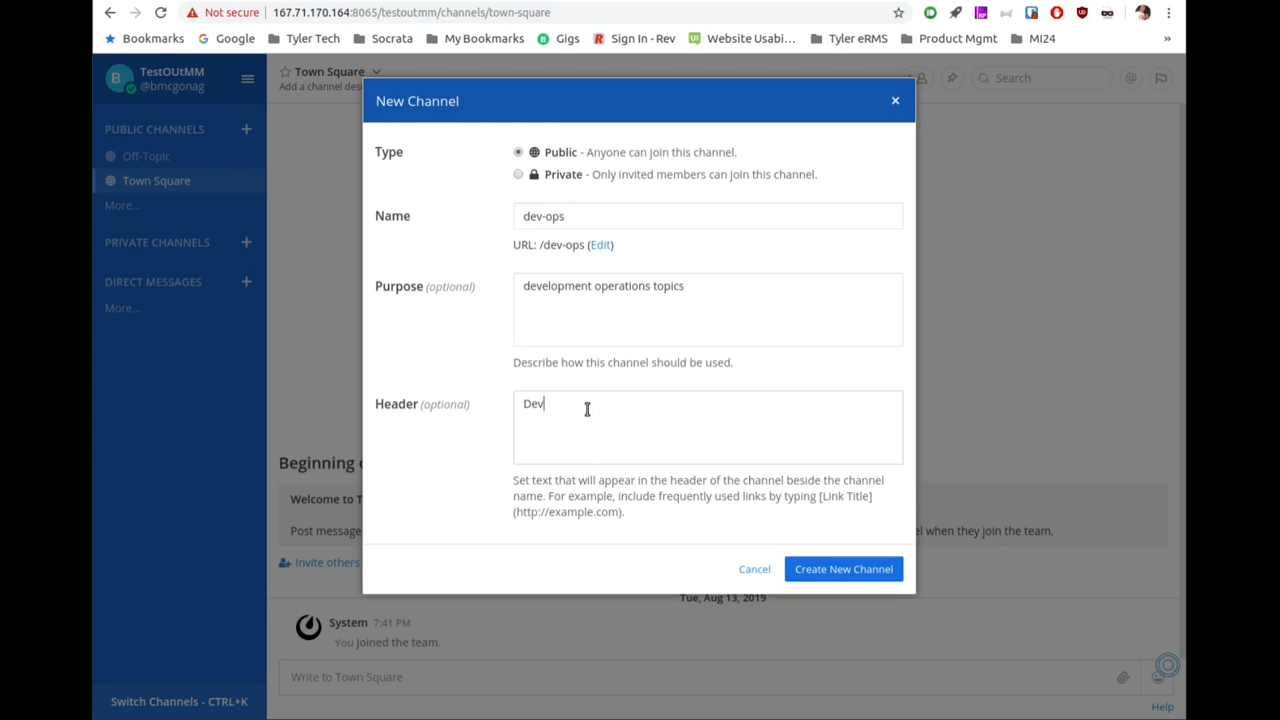 Not secure 167.71.170.164:8065/testoutmm/channels/town-square
Bookmarks Google Tyler Tech Socrata My Bookmarks Gigs Sign In - Rev Website Usabi... Tyler eRMS Product Mgmt MI24 »
B TestOUtMM
@bmcgonag
Town Square
Add a channel des
Search
New Channel ×
PUBLIC CHANNELS +
Off-Topic
Town Square
More...
PRIVATE CHANNELS +
DIRECT MESSAGES +
More...
Type
Public - Anyone can join this channel.
Private - Only invited members can join this channel.
Name
dev-ops
URL: /dev-ops (Edit)
Purpose (optional)
development operations topics
Describe how this channel should be used.
Header (optional)
Dev
Set text that will appear in the header of the channel beside the channel
name. For example, include frequently used links by typing [Link Title]
(http://example.com).
Cancel Create New Channel
Beginning
Welcome to T
Post message
el when they join the team.
Invite others
Tue, Aug 13, 2019
System 7:41 PM
You joined the team.
Write to Town Square
Help
Switch Channels - CTRL+K